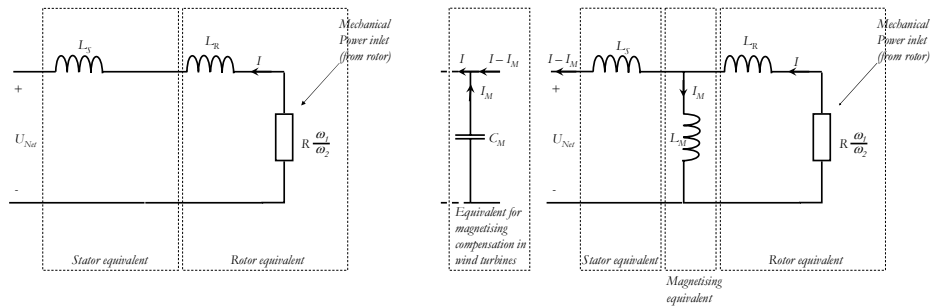 Mechanical
Power inlet
(from rotor)
L_S
L_R
I
+
U_Net
-
R ω_1/ω_2
Stator equivalent
Rotor equivalent
I
I – I_M
I_M
C_M
Equivalent for
magnetising
compensation in
wind turbines
Mechanical
Power inlet
(from rotor)
L_S
L_R
I – I_M
I
+
I_M
U_Net
L_M
-
R ω_1/ω_2
Stator equivalent
Rotor equivalent
Magnetising
equivalent